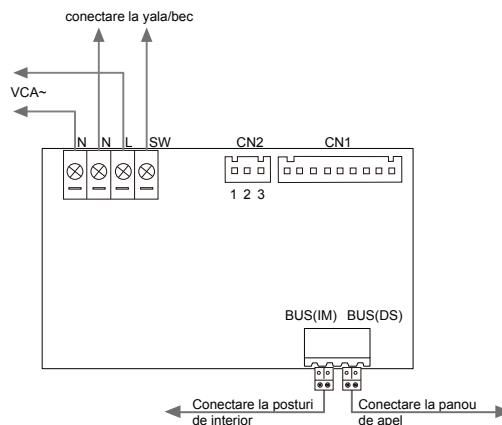 conectare la yala/bec
VCA~
N N L SW
CN2
CN1
1 2 3
BUS(IM) BUS(DS)
Conectare la posturi
de interior
Conectare la panou
de apel